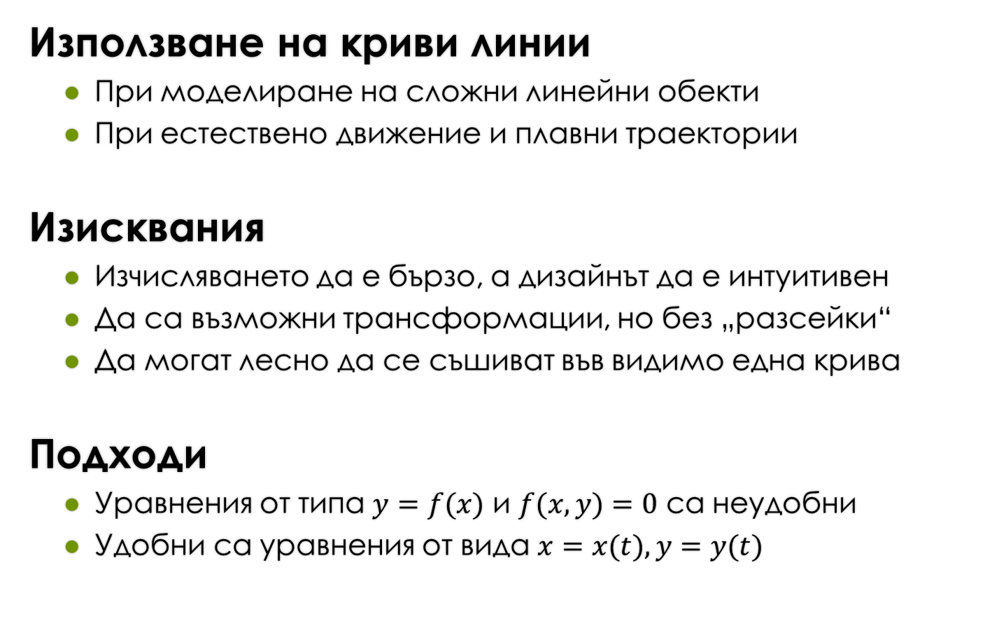 Използване на криви линии
● При моделиране на сложни линейни обекти
● При естествено движение и плавни траектории
Изисквания
● Изчисляването да е бързо, а дизайнът да е интуитивен
● Да са възможни трансформации, но без „разсейки“
● Да могат лесно да се съшиват във видимо една крива
Подходи
● Уравнения от типа y = f(x) и f(x, y) = 0 са неудобни
● Удобни са уравнения от вида x = x(t), y = y(t)